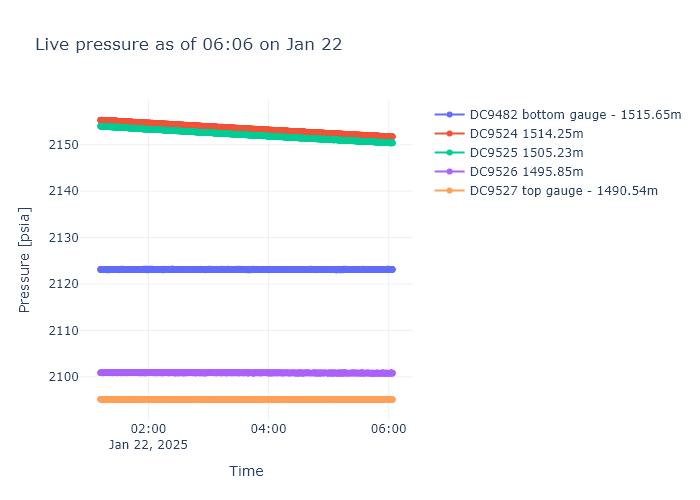 Live pressure as of 06:06 on Jan 22
DC9482 bottom gauge - 1515.65m
DC9524 1514.25m
DC9525 1505.23m
DC9526 1495.85m
DC9527 top gauge - 1490.54m
Pressure [psia]
2150
2140
2130
2120
2110
2100
02:00
04:00
06:00
Jan 22, 2025
Time